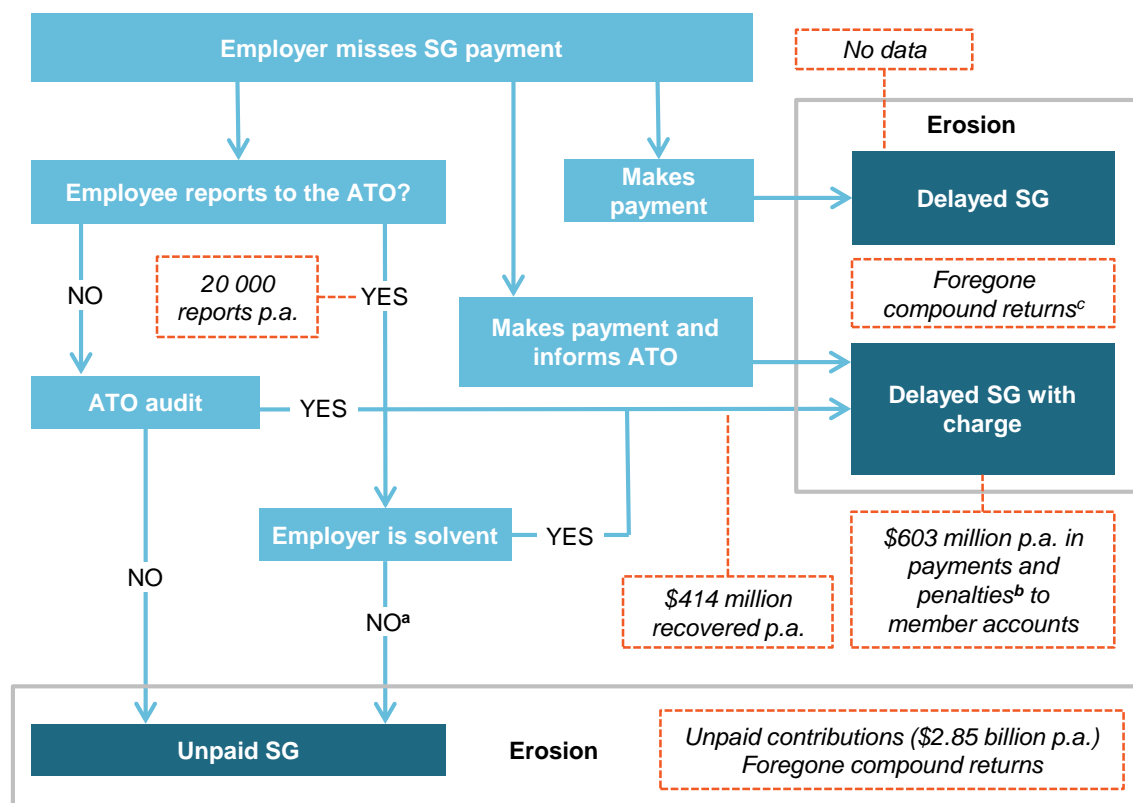 Employer misses SG payment
No data
Erosion
Employee reports to the ATO?
Makes
payment
Delayed SG
20 000
reports p.a.
NO
YES
Foregone
compound returnsc
Makes payment and
informs ATO
ATO audit
YES
Delayed SG with
charge
Employer is solvent
YES
NO
NOa
$414 million
recovered p.a.
$603 million p.a. in
payments and
penaltiesb to
member accounts
Unpaid SG
Erosion
Unpaid contributions ($2.85 billion p.a.)
Foregone compound returns